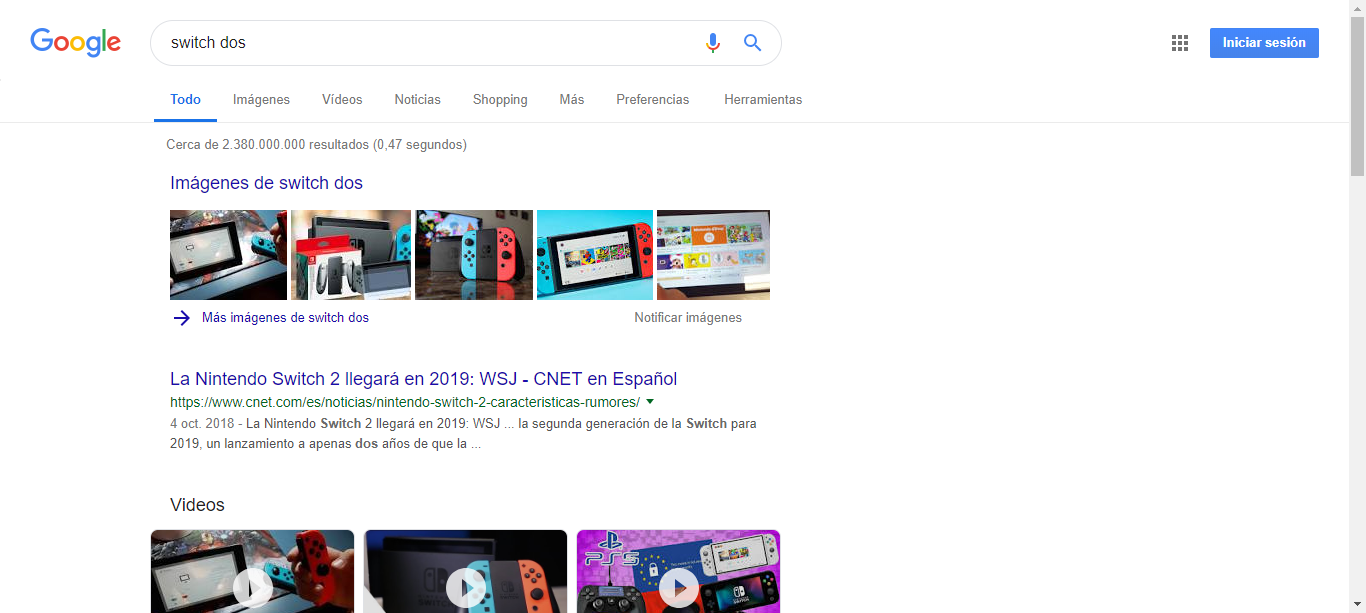 Google
switch dos
Iniciar sesión
Todo Imágenes Vídeos Noticias Shopping Más Preferencias Herramientas
Cerca de 2.380.000.000 resultados (0,47 segundos)
Imágenes de switch dos
Más imágenes de switch dos Notificar imágenes
La Nintendo Switch 2 llegará en 2019: WSJ - CNET en Español
https://www.cnet.com/es/noticias/nintendo-switch-2-caracteristicas-rumores/
4 oct. 2018 - La Nintendo Switch 2 llegará en 2019: WSJ ... la segunda generación de la Switch para
2019, un lanzamiento a apenas dos años de que la ...
Videos
PS5